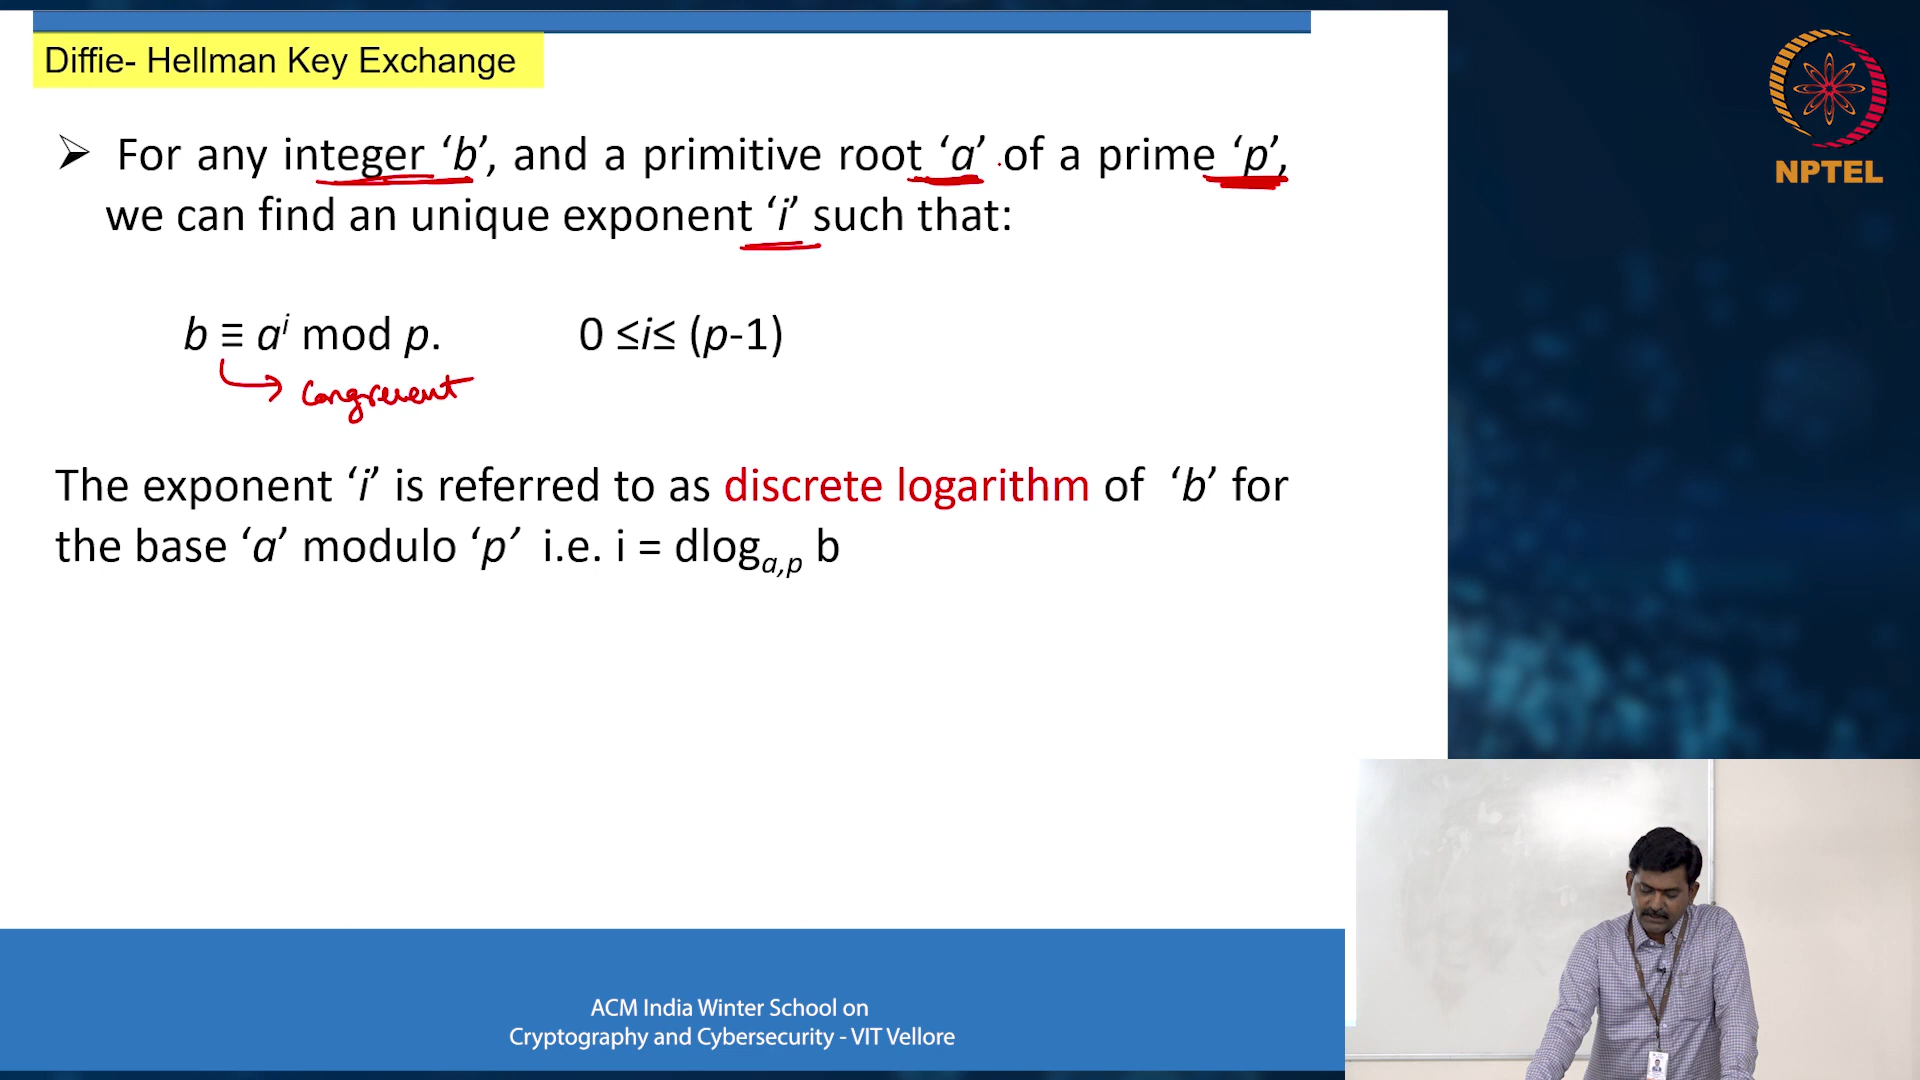 Diffie- Hellman Key Exchange
NPTEL
➢ For any integer ‘b’, and a primitive root ‘a’ of a prime ‘p’,
we can find an unique exponent ‘i’ such that:
b ≡ aⁱ mod p. 0 ≤i≤ (p-1)
congruent
The exponent ‘i’ is referred to as discrete logarithm of ‘b’ for
the base ‘a’ modulo ‘p’ i.e. i = dlogₐ,ₚ b
ACM India Winter School on
Cryptography and Cybersecurity - VIT Vellore